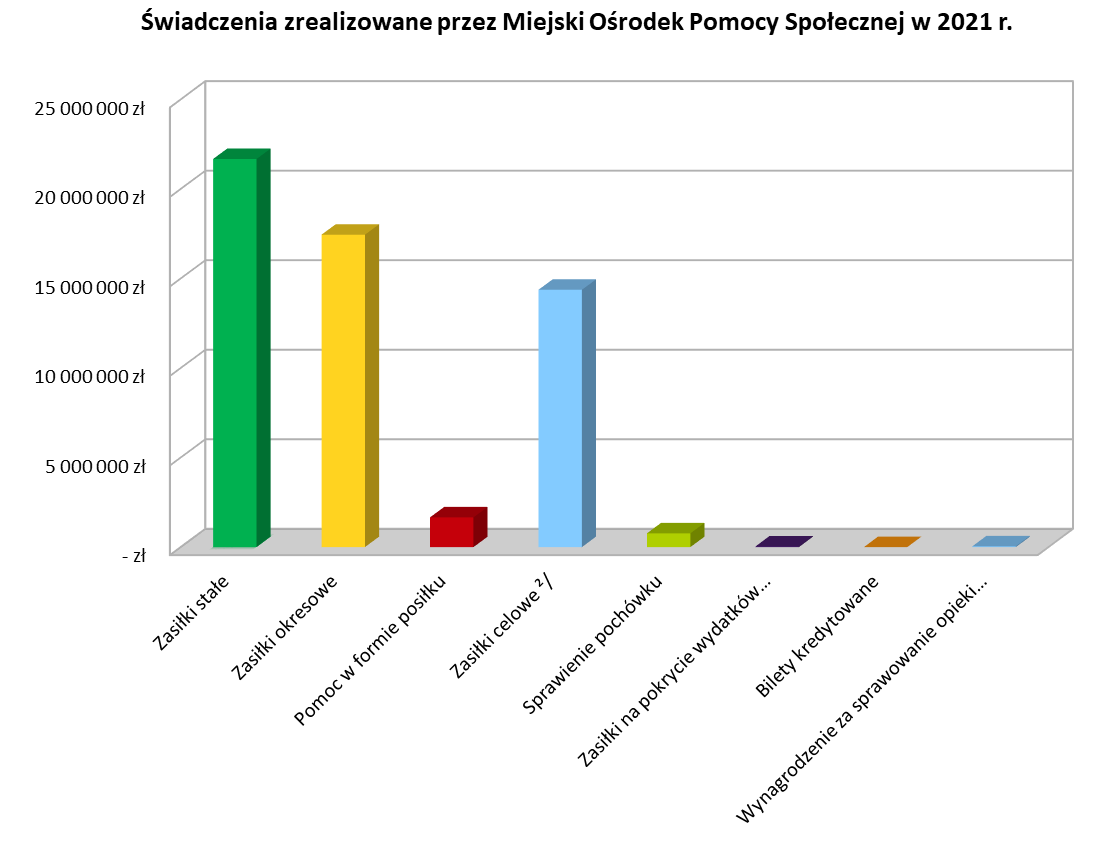 Świadczenia zrealizowane przez Miejski Ośrodek Pomocy Społecznej w 2021 r.
25 000 000 zł
20 000 000 zł
15 000 000 zł
10 000 000 zł
5 000 000 zł
- zł
Zasiłki stałe
Zasiłki okresowe
Pomoc w formie posiłku
Zasiłki celowe ²/
Sprawienie pochówku
Zasiłki na pokrycie wydatków...
Bilety kredytowane
Wynagrodzenie za sprawowanie opieki...